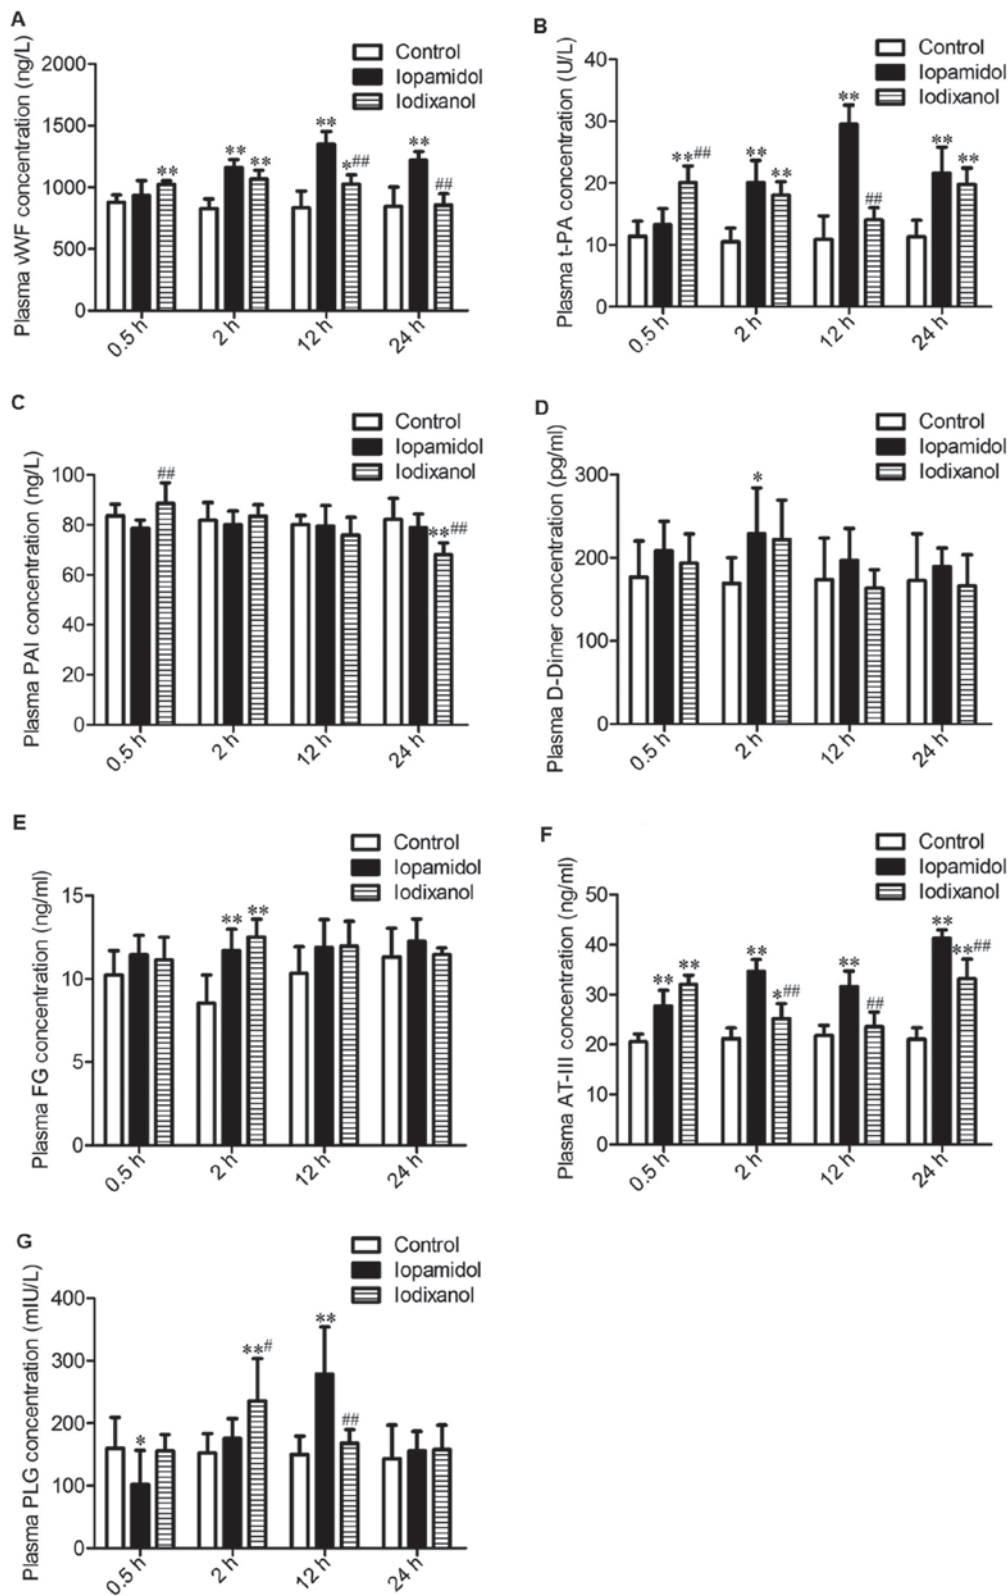 A
Plasma vWF concentration (ng/L)
Control
Iopamidol
Iodixanol
2000
1500
1000
500
0
**
**
**
**
*##
**
##
0.5 h
2 h
12 h
24 h
B
Plasma t-PA concentration (U/L)
Control
Iopamidol
Iodixanol
40
30
20
10
0
**##
**
**
**
##
**
**
0.5 h
2 h
12 h
24 h
C
Plasma PAI concentration (ng/L)
Control
Iopamidol
Iodixanol
100
80
60
40
20
0
##
**##
0.5 h
2 h
12 h
24 h
D
Plasma D-Dimer concentration (pg/ml)
Control
Iopamidol
Iodixanol
300
200
100
0
*
0.5 h
2 h
12 h
24 h
E
Plasma FG concentration (ng/ml)
Control
Iopamidol
Iodixanol
15
10
5
0
**
**
0.5 h
2 h
12 h
24 h
F
Plasma AT-III concentration (ng/ml)
Control
Iopamidol
Iodixanol
50
40
30
20
10
0
**
**
**
*##
**
##
**
**##
0.5 h
2 h
12 h
24 h
G
Plasma PLG concentration (mIU/L)
Control
Iopamidol
Iodixanol
400
300
200
100
0
*
**#
**
##
0.5 h
2 h
12 h
24 h